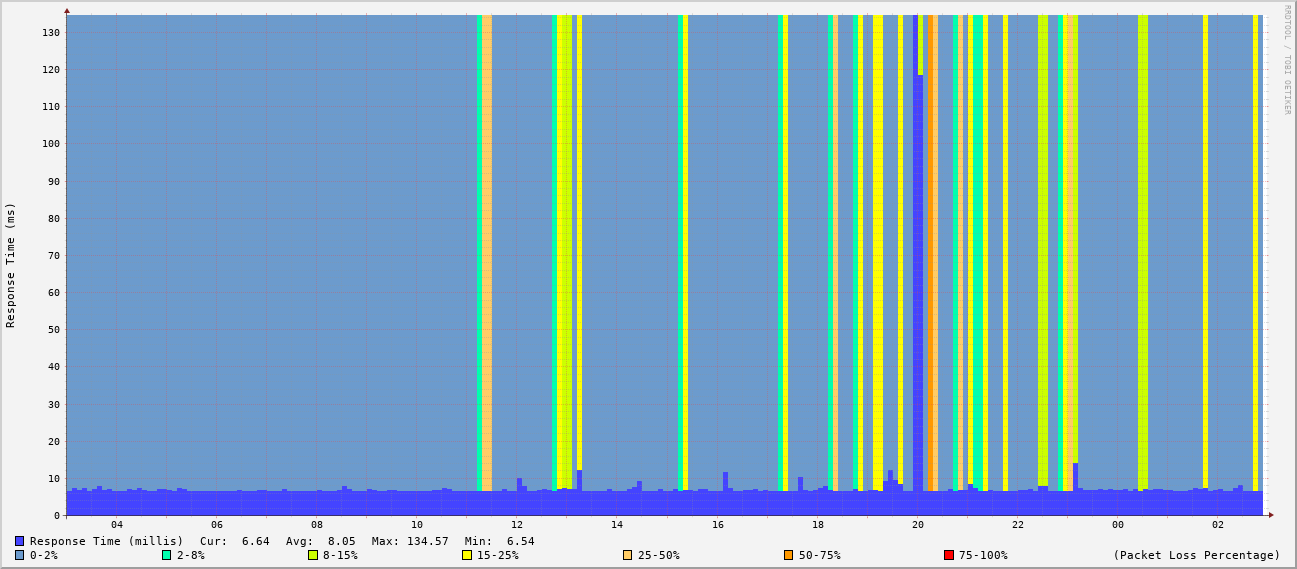 RRDTOOL / TOBI OETIKER
Response Time (ms)
130
120
110
100
90
80
70
60
50
40
30
20
10
0
04 06 08 10 12 14 16 18 20 22 00 02
Response Time (millis) Cur: 6.64 Avg: 8.05 Max: 134.57 Min: 6.54
0-2% 2-8% 8-15% 15-25% 25-50% 50-75% 75-100% (Packet Loss Percentage)